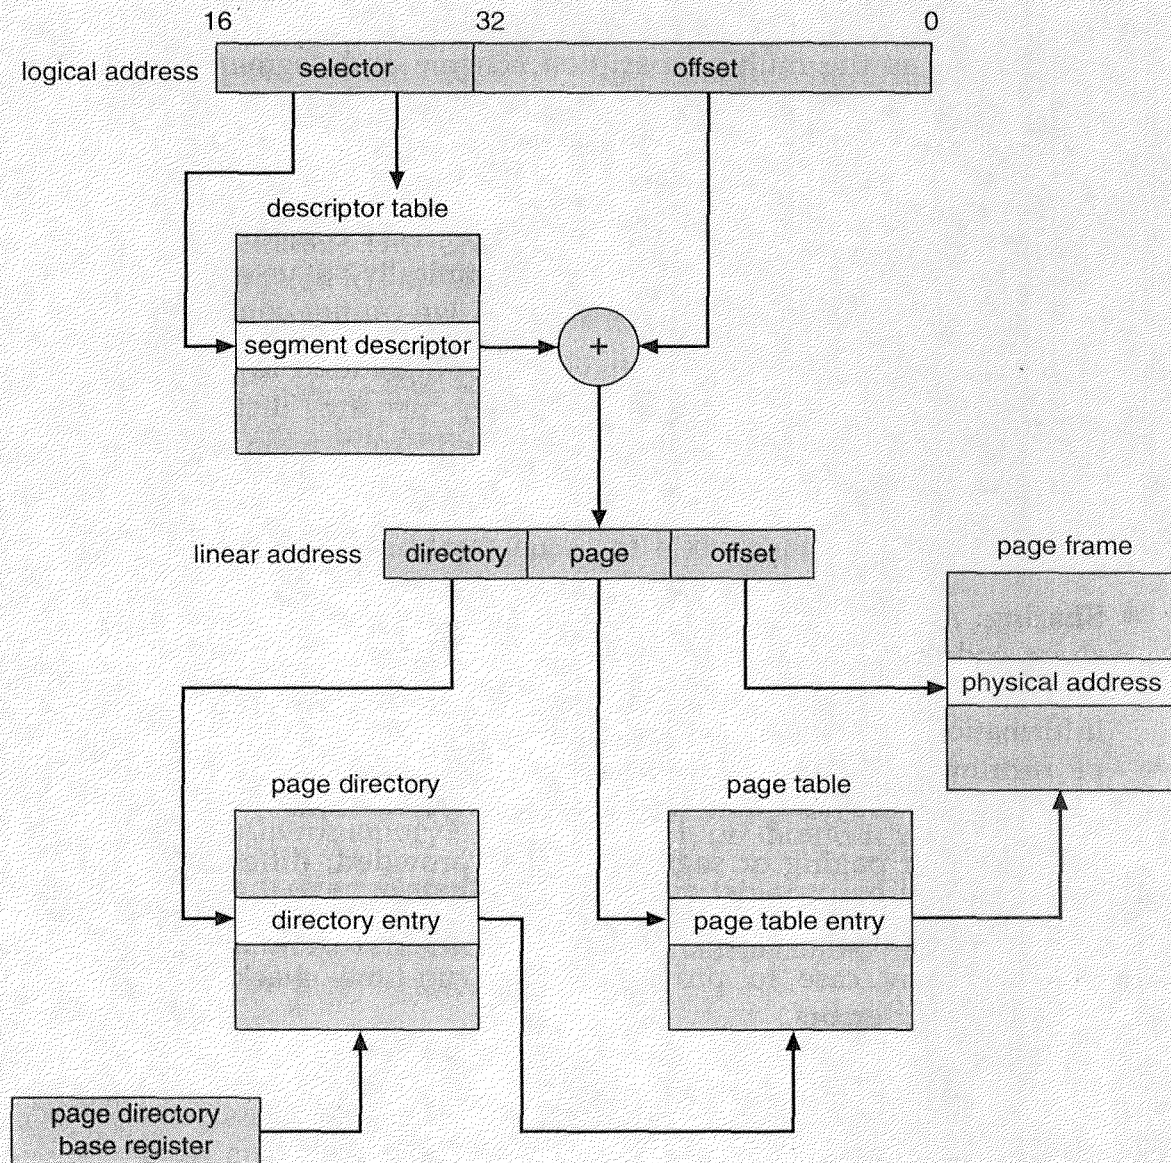 16 32 0
logical address selector offset
descriptor table
segment descriptor +
linear address directory page offset
page frame
physical address
page directory page table
directory entry page table entry
page directory
base register